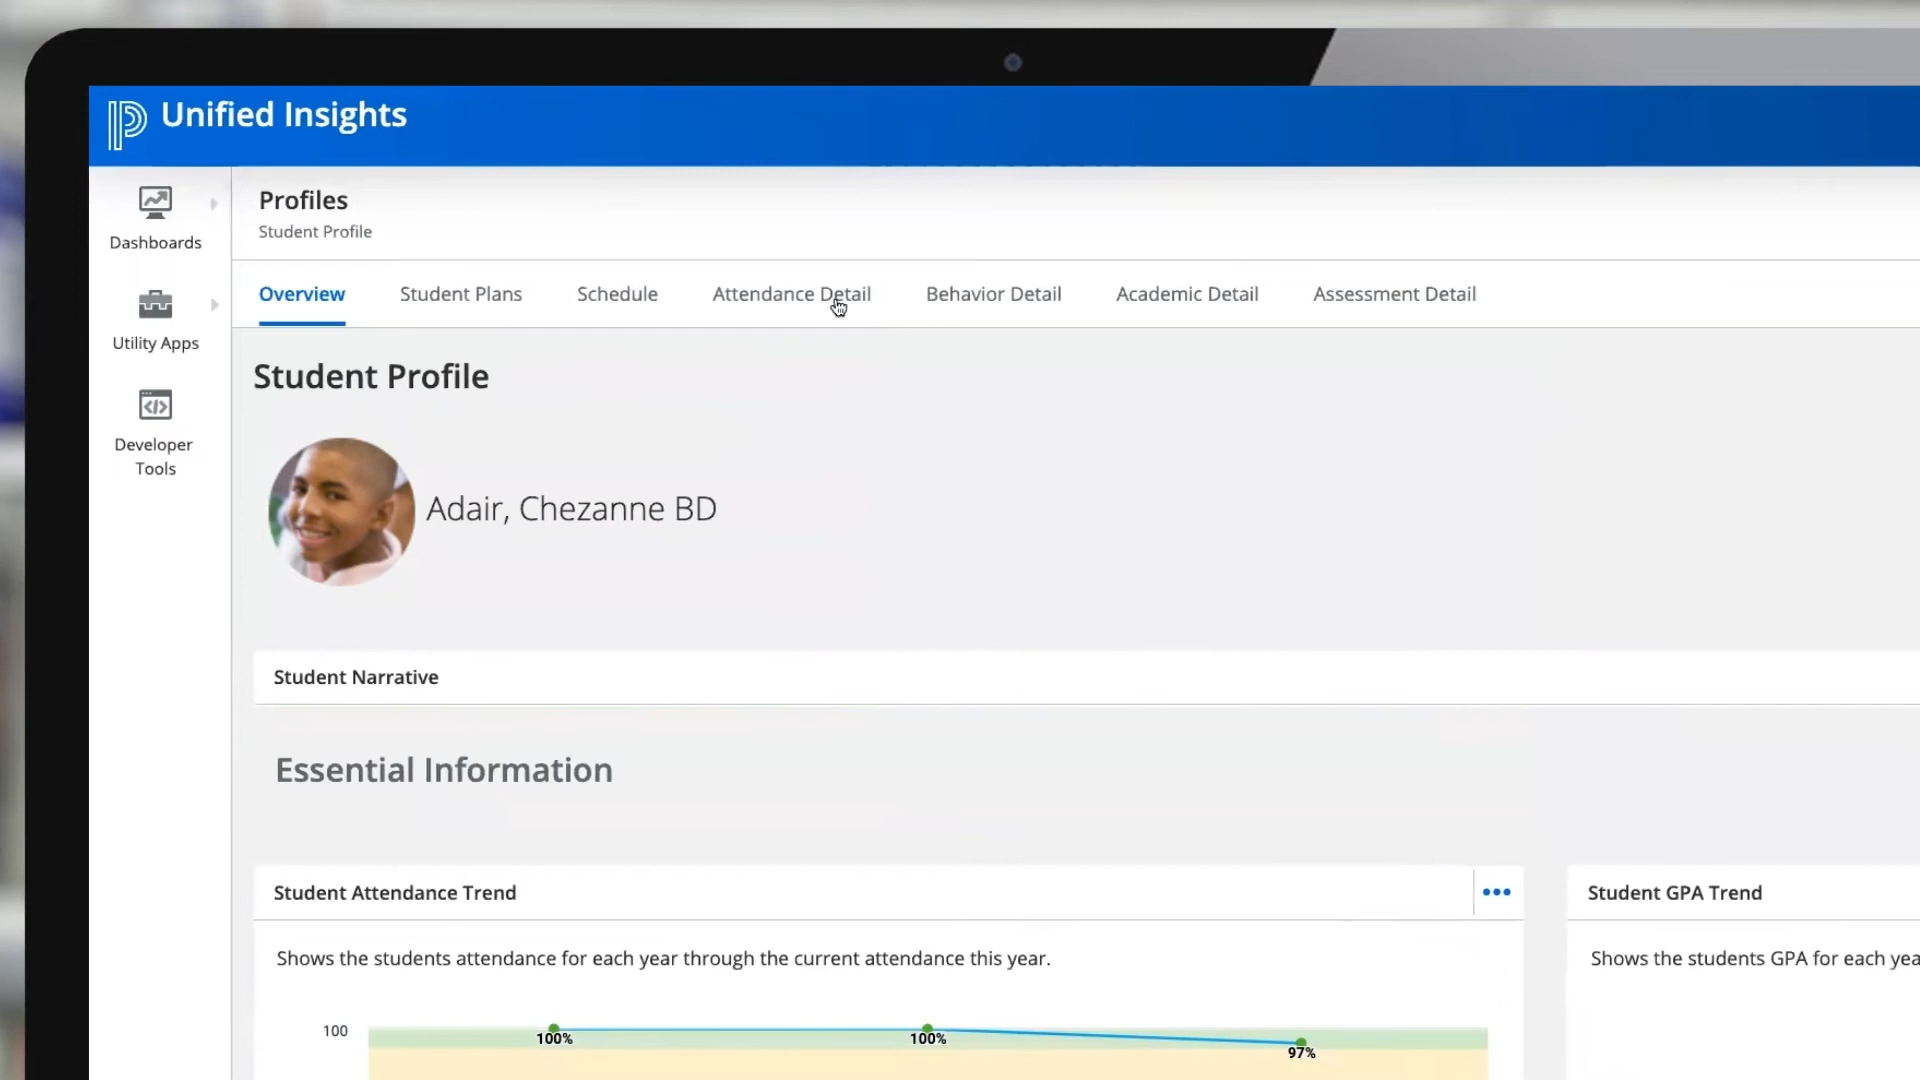 Unified Insights
Profiles
Student Profile
Dashboards
Utility Apps
Developer
Tools
Overview
Student Plans
Schedule
Attendance Detail
Behavior Detail
Academic Detail
Assessment Detail
Student Profile
Adair, Chezanne BD
Student Narrative
Essential Information
Student Attendance Trend
Shows the students attendance for each year through the current attendance this year.
100
100%
100%
97%
Student GPA Trend
Shows the students GPA for each yea